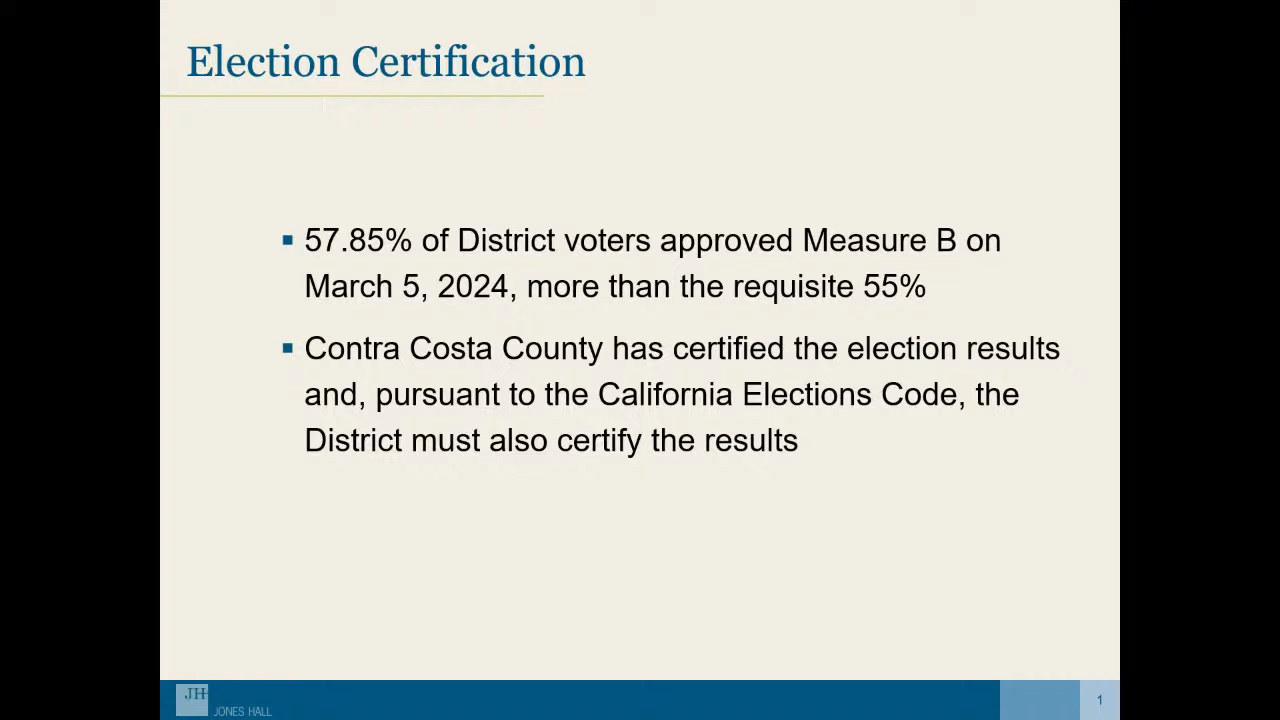 Election Certification
57.85% of District voters approved Measure B on
March 5, 2024, more than the requisite 55%
Contra Costa County has certified the election results
and, pursuant to the California Elections Code, the
District must also certify the results
JH
JONES HALL
1